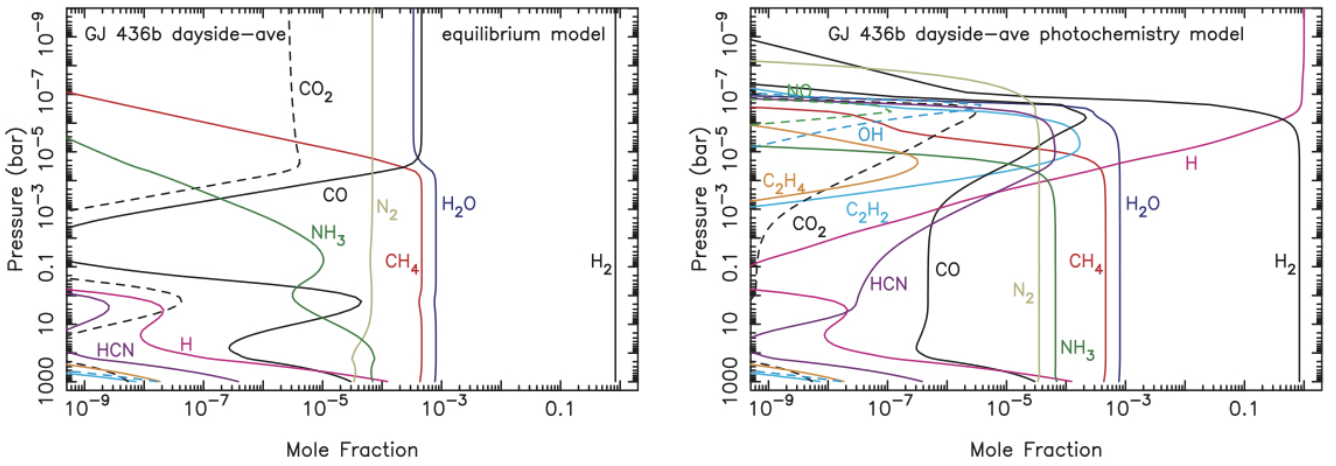 GJ 436b dayside-ave equilibrium model
10⁻⁹
10⁻⁷
10⁻⁵
10⁻³
0.1
10
1000
Pressure (bar)
CO₂
CO
N₂
H₂O
NH₃
CH₄
H₂
HCN
H
10⁻⁹ 10⁻⁷ 10⁻⁵ 10⁻³ 0.1
Mole Fraction
GJ 436b dayside-ave photochemistry model
10⁻⁹
10⁻⁷
10⁻⁵
10⁻³
0.1
10
1000
Pressure (bar)
NO
OH
H
C₂H₄
C₂H₂
H₂O
CO₂
HCN
CO
CH₄
H₂
N₂
NH₃
10⁻⁹ 10⁻⁷ 10⁻⁵ 10⁻³ 0.1
Mole Fraction